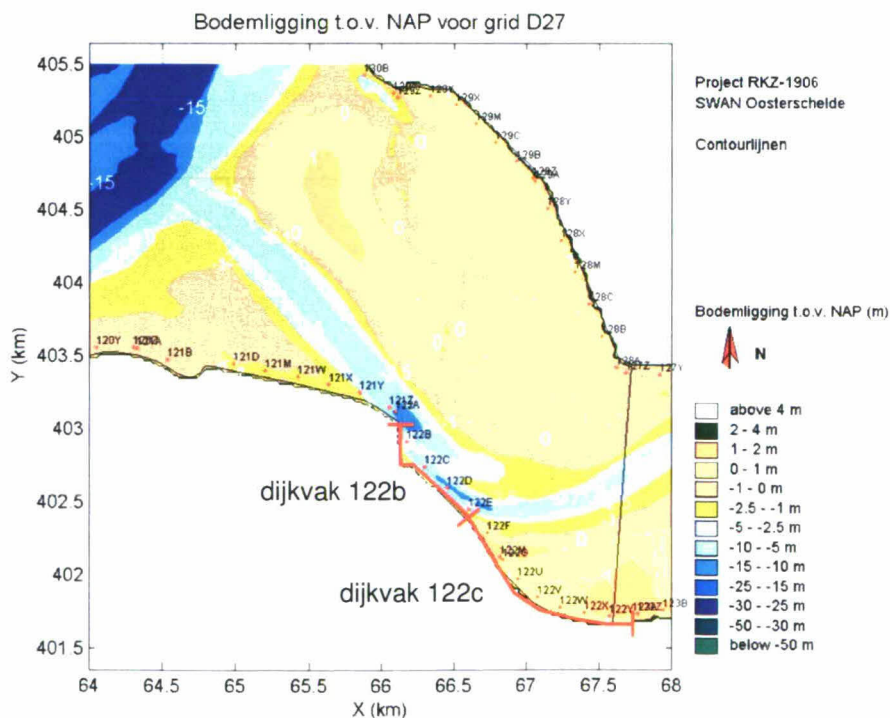 Bodemligging t.o.v. NAP voor grid D27
Project RKZ-1906
SWAN Oosterschelde
Contourlijnen
Bodemligging t.o.v. NAP (m)
N
above 4 m
2 - 4 m
1 - 2 m
0 - 1 m
-1 - 0 m
-2.5 - -1 m
-5 - -2.5 m
-10 - -5 m
-15 - -10 m
-25 - -15 m
-30 - -25 m
-50 - -30 m
below -50 m
Y (km)
405.5
405
404.5
404
403.5
403
402.5
402
401.5
64
64.5
65
65.5
66
66.5
67
67.5
68
X (km)
-15
-15
130B
129X
129M
129C
129B
128Y
128X
128M
128C
128B
127Y
120Y
121B
121D
121M
121W
121X
121Y
121Z
122A
122B
122C
122D
122E
122F
122U
122V
122W
122X
122Y
123B
dijkvak 122b
dijkvak 122c